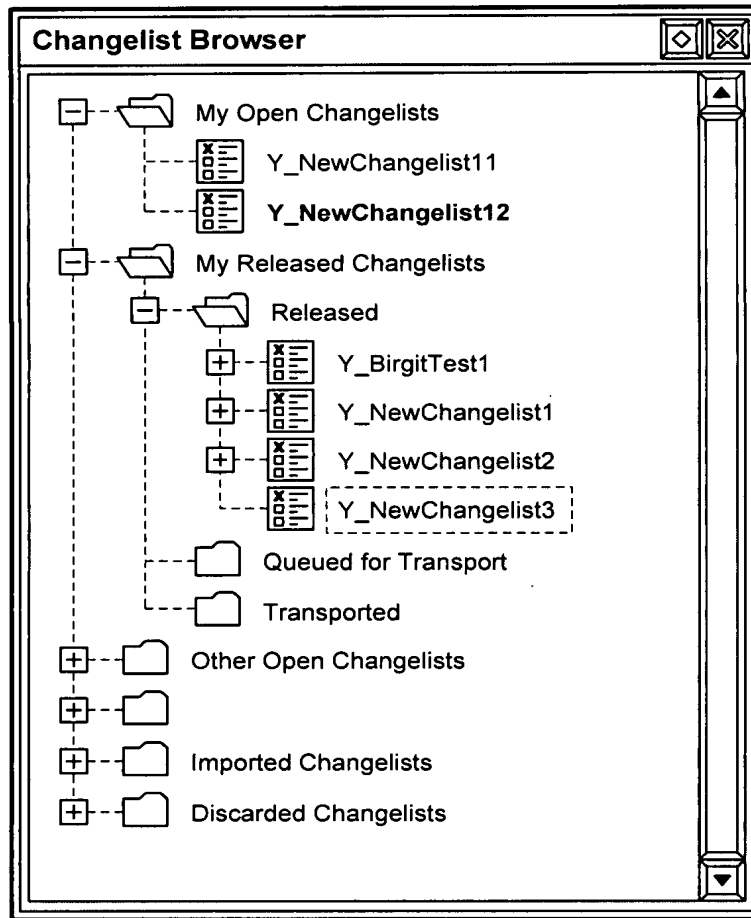 Changelist Browser
My Open Changelists
Y_NewChangelist11
Y_NewChangelist12
My Released Changelists
Released
Y_BirgitTest1
Y_NewChangelist1
Y_NewChangelist2
Y_NewChangelist3
Queued for Transport
Transported
Other Open Changelists
Imported Changelists
Discarded Changelists